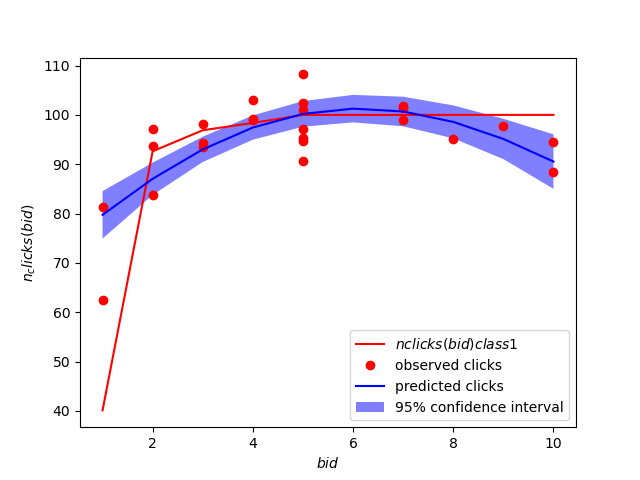 110
100
90
80
70
60
50
40
n_clicks(bid)
2
4
6
8
10
bid
nclicks(bid)class1
observed clicks
predicted clicks
95% confidence interval